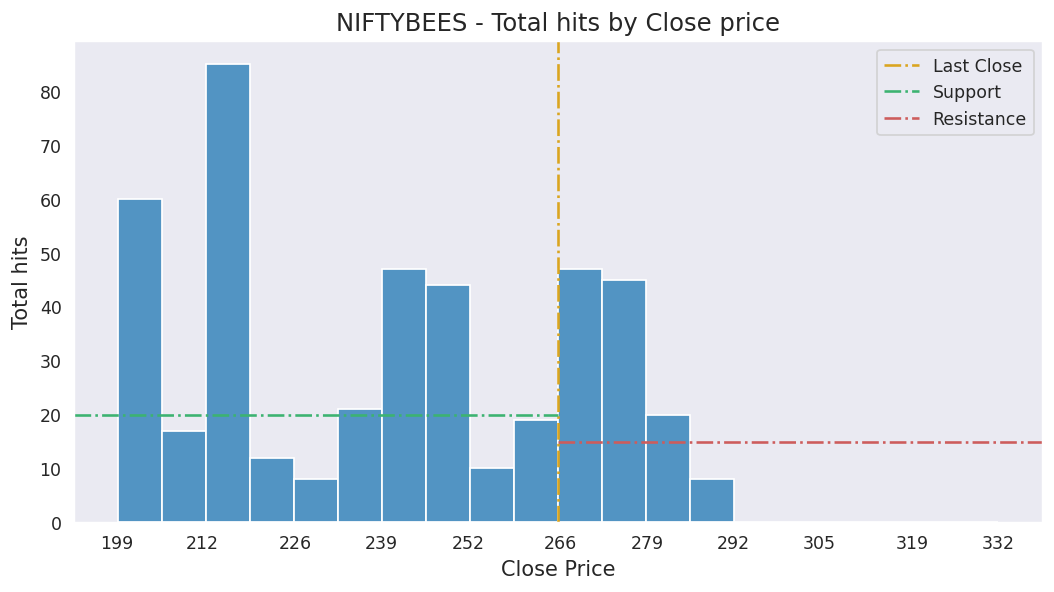 NIFTYBEES - Total hits by Close price
Last Close
Support
Resistance
Total hits
80
70
60
50
40
30
20
10
0
199 212 226 239 252 266 279 292 305 319 332
Close Price